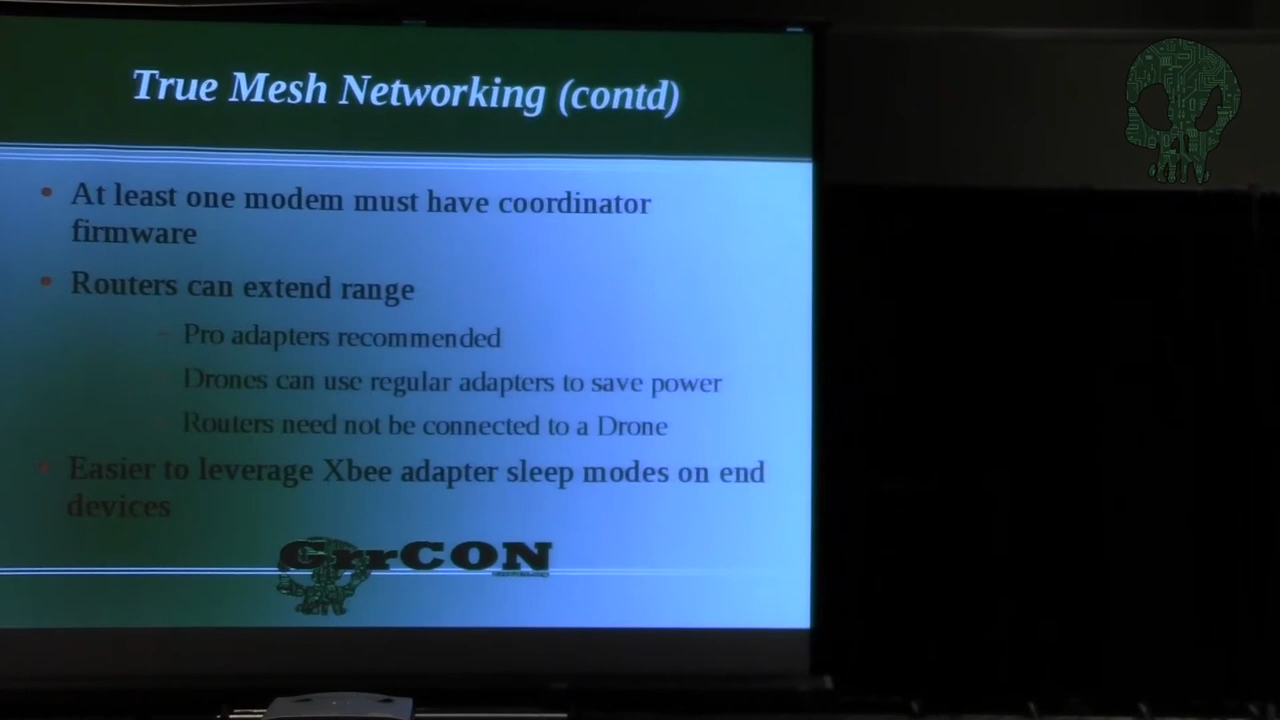 True Mesh Networking (contd)
• At least one modem must have coordinator
firmware
• Routers can extend range
– Pro adapters recommended
– Drones can use regular adapters to save power
– Routers need not be connected to a Drone
• Easier to leverage Xbee adapter sleep modes on end
devices
GrrCON